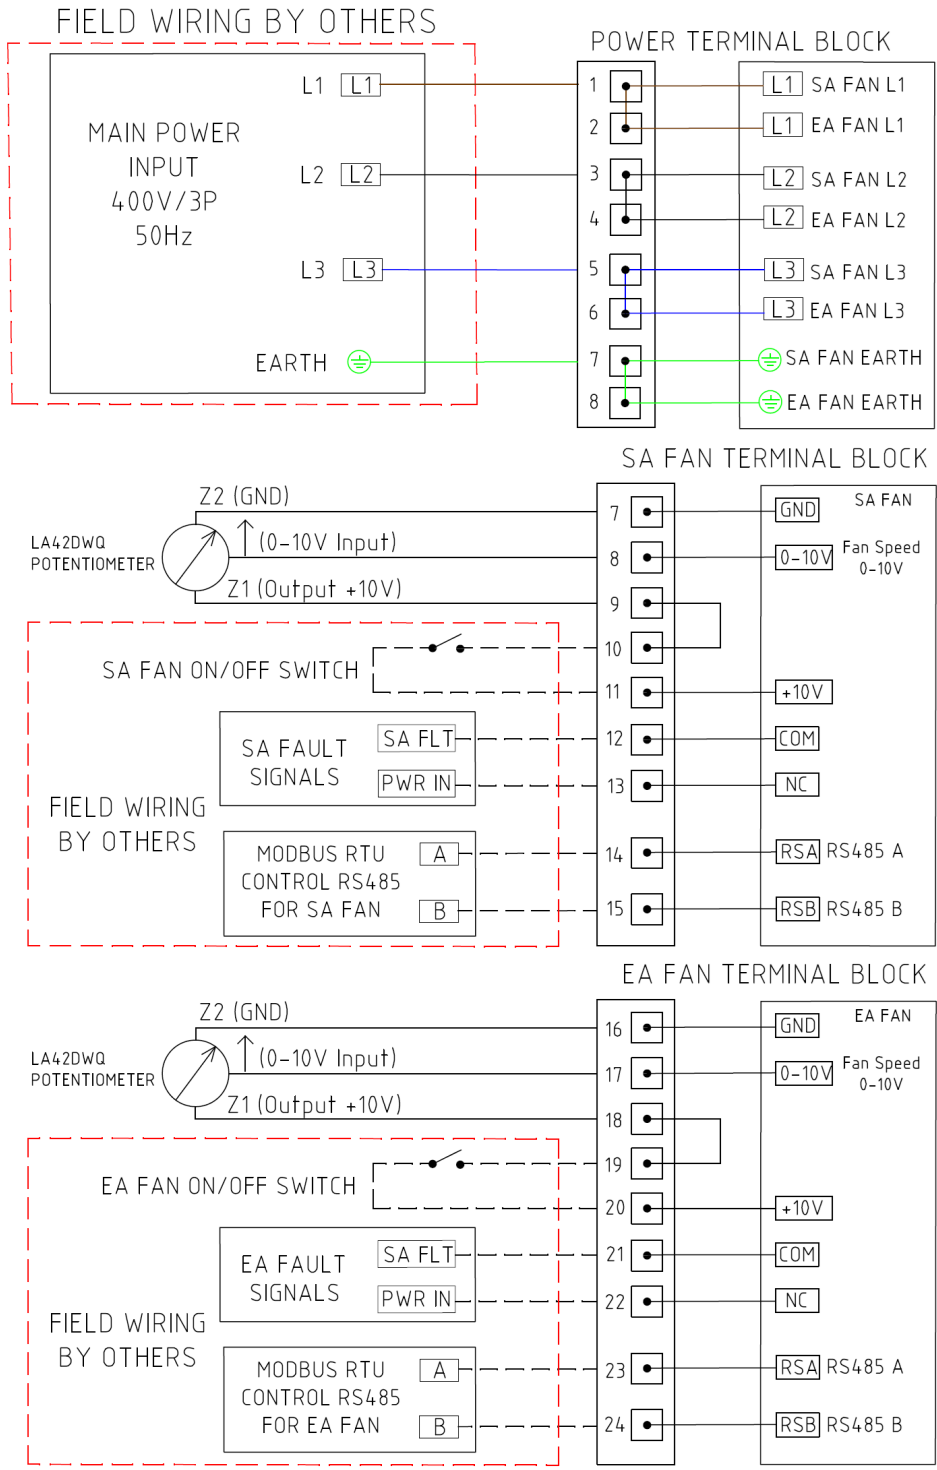 FIELD WIRING BY OTHERS
POWER TERMINAL BLOCK
MAIN POWER
INPUT
400V/3P
50Hz
L1 L1
L2 L2
L3 L3
EARTH
1
2
3
4
5
6
7
8
L1 SA FAN L1
L1 EA FAN L1
L2 SA FAN L2
L2 EA FAN L2
L3 SA FAN L3
L3 EA FAN L3
SA FAN EARTH
EA FAN EARTH
SA FAN TERMINAL BLOCK
Z2 (GND)
(0-10V Input)
Z1 (Output +10V)
LA42DWQ
POTENTIOMETER
SA FAN ON/OFF SWITCH
SA FAULT
SIGNALS
SA FLT
PWR IN
FIELD WIRING
BY OTHERS
MODBUS RTU
CONTROL RS485
FOR SA FAN
A
B
7
8
9
10
11
12
13
14
15
SA FAN
GND
0-10V
Fan Speed
0-10V
+10V
COM
NC
RSA RS485 A
RSB RS485 B
EA FAN TERMINAL BLOCK
Z2 (GND)
(0-10V Input)
Z1 (Output +10V)
LA42DWQ
POTENTIOMETER
EA FAN ON/OFF SWITCH
EA FAULT
SIGNALS
SA FLT
PWR IN
FIELD WIRING
BY OTHERS
MODBUS RTU
CONTROL RS485
FOR EA FAN
A
B
16
17
18
19
20
21
22
23
24
EA FAN
GND
0-10V
Fan Speed
0-10V
+10V
COM
NC
RSA RS485 A
RSB RS485 B